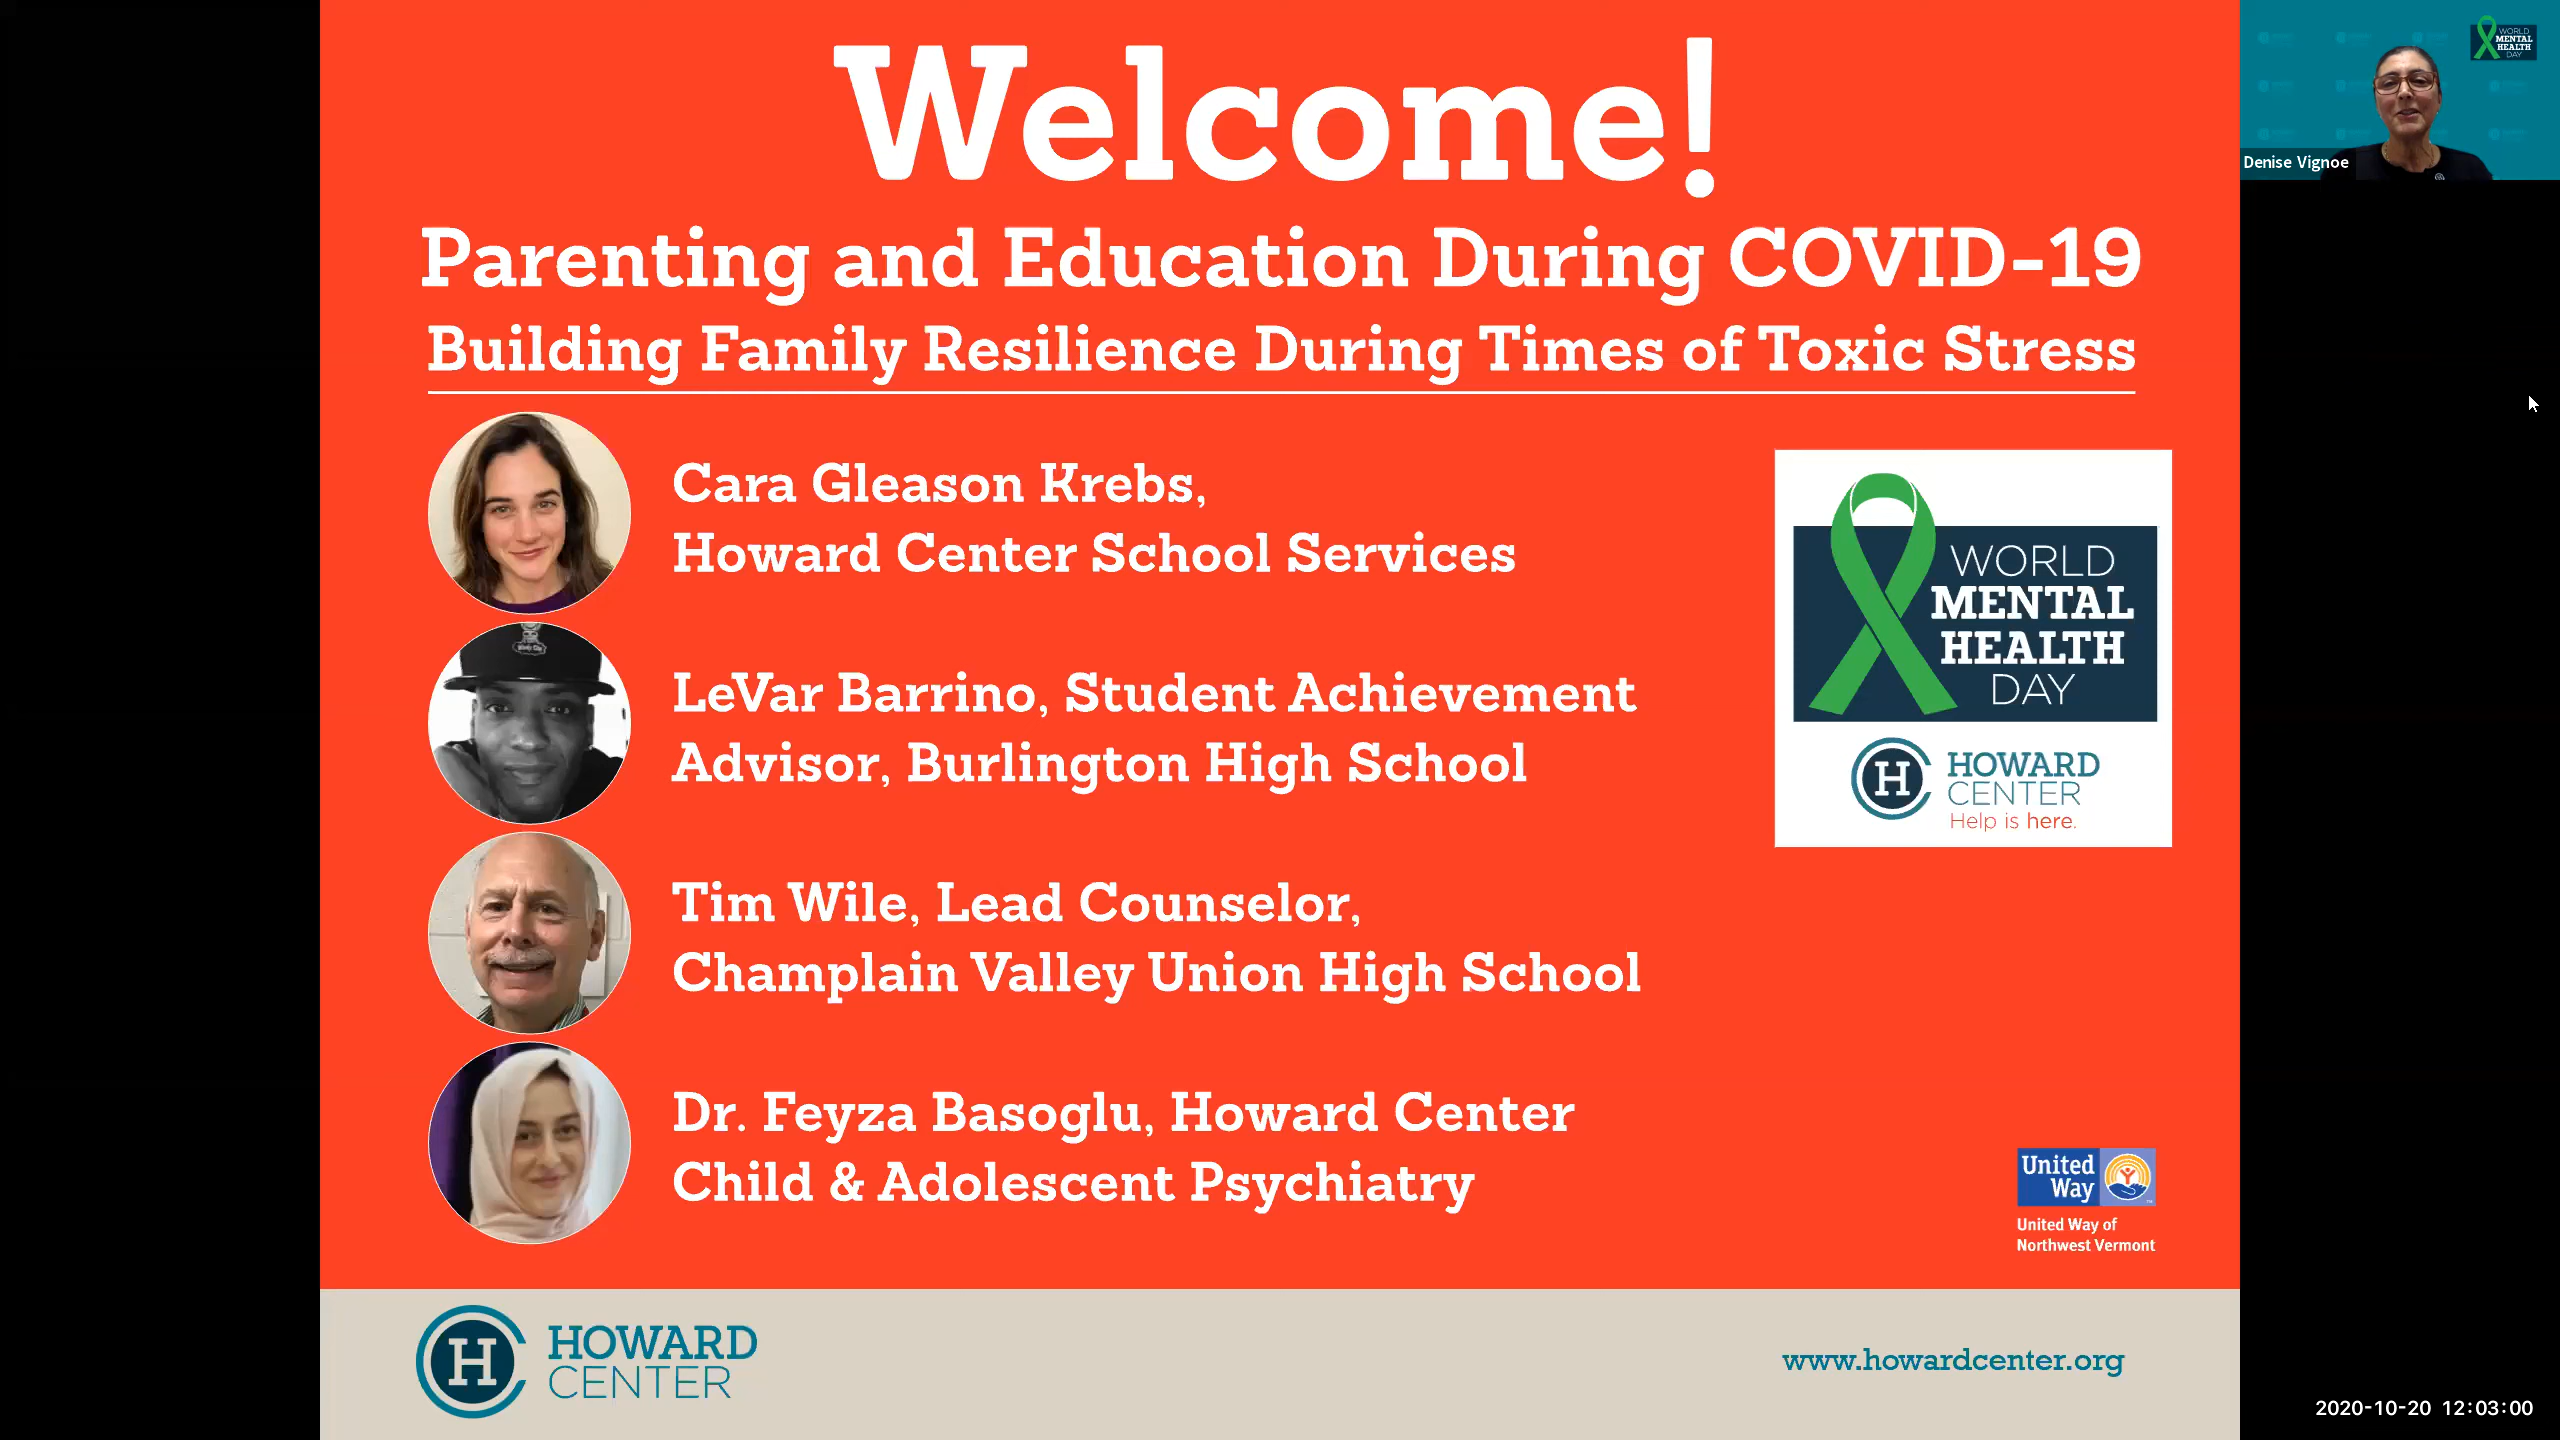 Welcome!
Parenting and Education During COVID-19
Building Family Resilience During Times of Toxic Stress
Cara Gleason Krebs,
Howard Center School Services
LeVar Barrino, Student Achievement
Advisor, Burlington High School
Tim Wile, Lead Counselor,
Champlain Valley Union High School
Dr. Feyza Basoglu, Howard Center
Child & Adolescent Psychiatry
WORLD
MENTAL
HEALTH
DAY
H HOWARD
CENTER
Help is here.
United
Way
United Way of
Northwest Vermont
H HOWARD
CENTER
www.howardcenter.org
WORLD
MENTAL
HEALTH
DAY
Denise Vignoe
2020-10-20 12:03:00